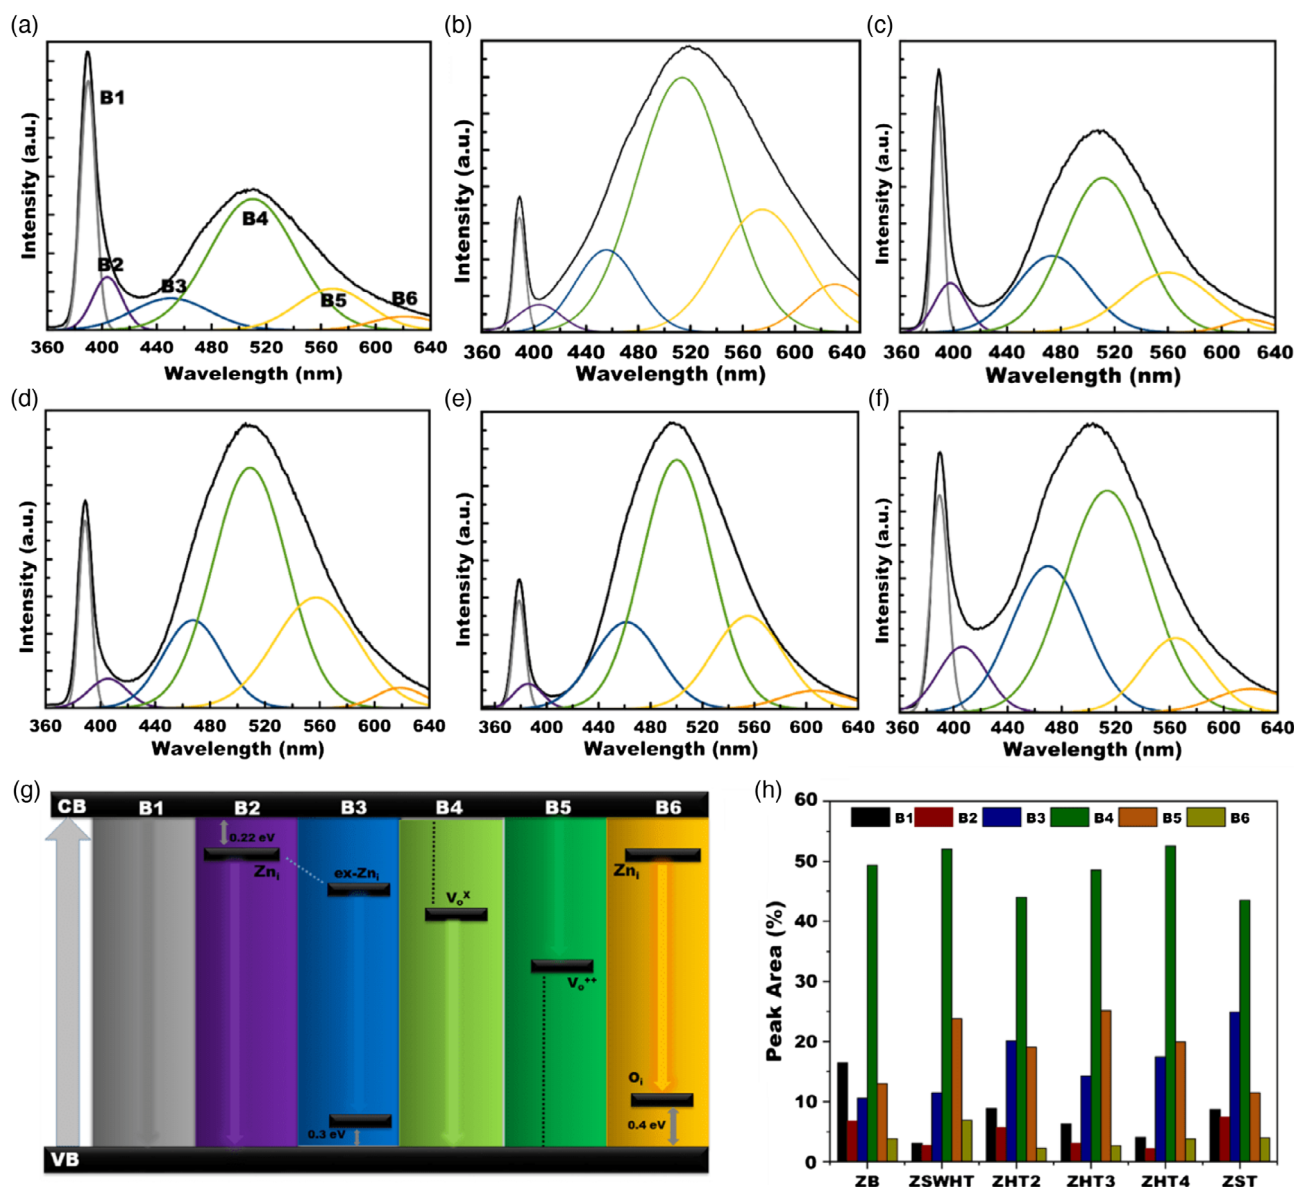 (a)
B1
B2
B3
B4
B5
B6
Intensity (a.u.)
360 400 440 480 520 560 600 640
Wavelength (nm)
(b)
Intensity (a.u.)
360 400 440 480 520 560 600 640
Wavelength (nm)
(c)
Intensity (a.u.)
360 400 440 480 520 560 600 640
Wavelength (nm)
(d)
Intensity (a.u.)
360 400 440 480 520 560 600 640
Wavelength (nm)
(e)
Intensity (a.u.)
360 400 440 480 520 560 600 640
Wavelength (nm)
(f)
Intensity (a.u.)
360 400 440 480 520 560 600 640
Wavelength (nm)
(g)
CB B1 B2 B3 B4 B5 B6
0.22 eV
Zni
ex-Zni
VoX
Vo++
Zni
Oi
0.3 eV
0.4 eV
VB
(h)
60
50
40
30
20
10
0
Peak Area (%)
B1 B2 B3 B4 B5 B6
ZB ZSWHT ZHT2 ZHT3 ZHT4 ZST